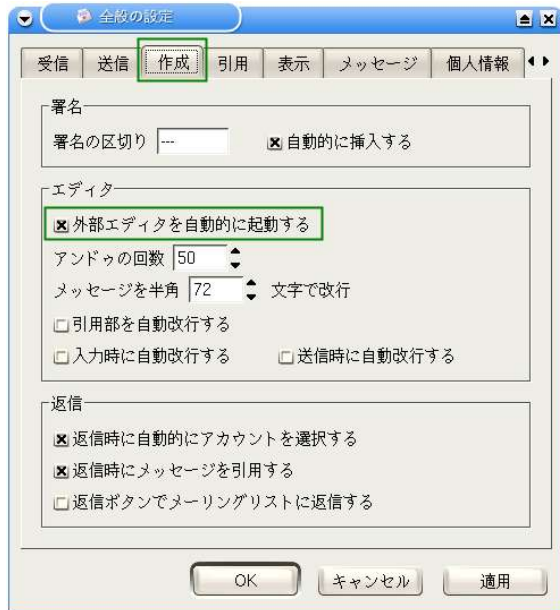 全般の設定
受信 送信 作成 引用 表示 メッセージ 個人情報
署名
署名の区切り --- 自動的に挿入する
エディタ
外部エディタを自動的に起動する
アンドゥの回数 50
メッセージを半角 72 文字で改行
引用部を自動改行する
入力時に自動改行する 送信時に自動改行する
返信
返信時に自動的にアカウントを選択する
返信時にメッセージを引用する
返信ボタンでメーリングリストに返信する
OK キャンセル 適用